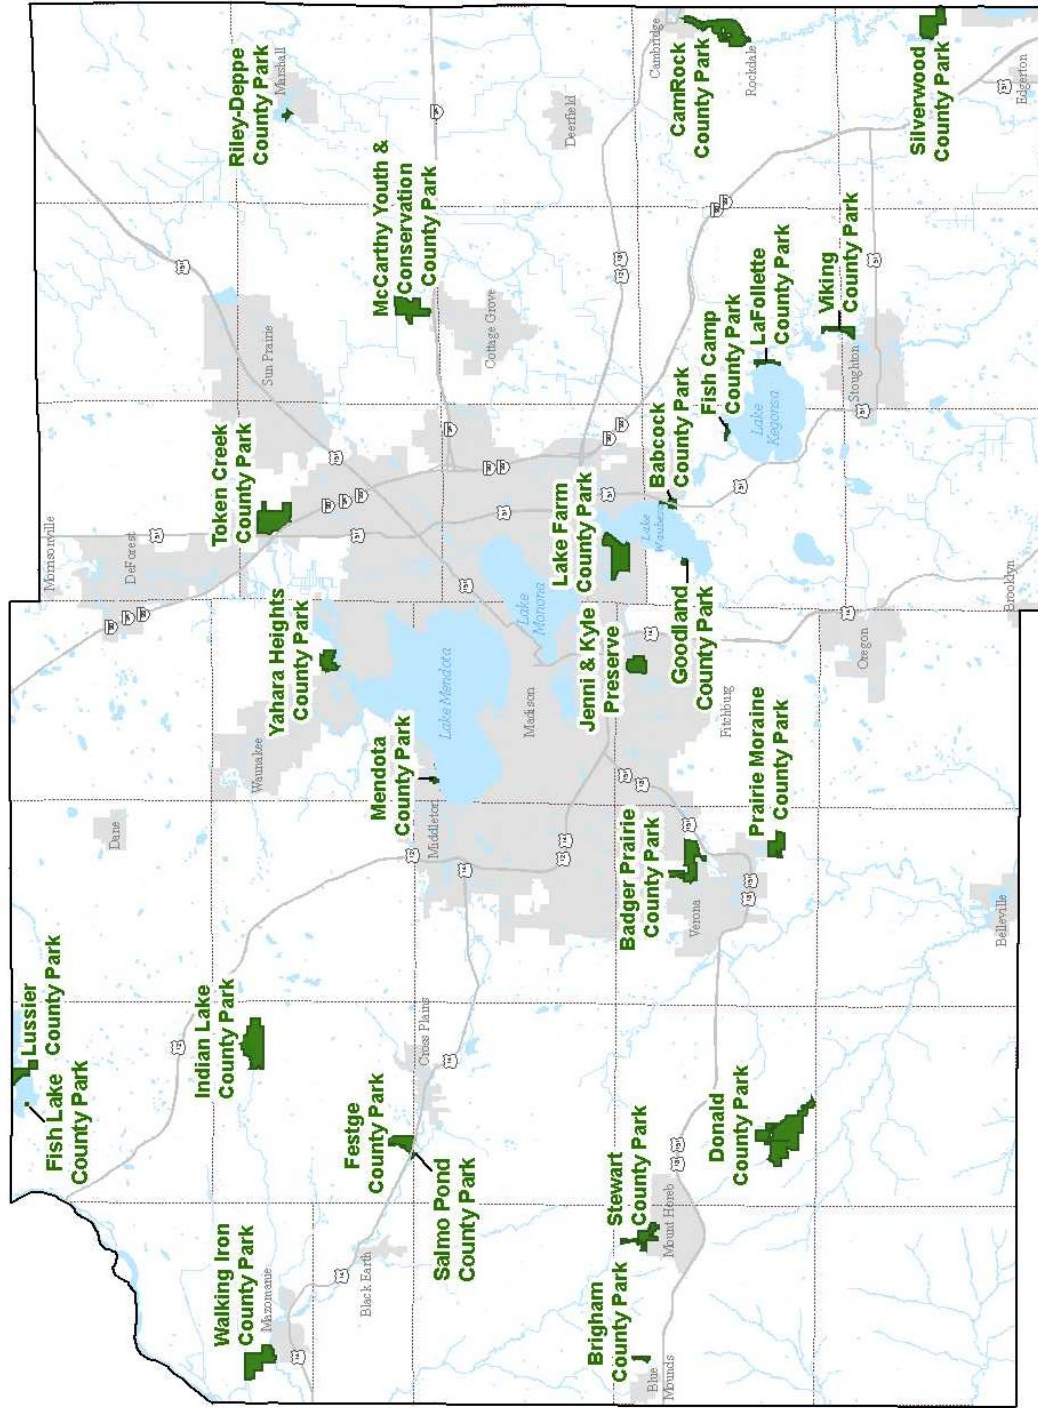 Fish Lake
County Park
Lussier
County Park
Morrisonville
Dane
DeForest
Walking Iron
County Park
Mazomanie
Indian Lake
County Park
Waunakee
Yahara Heights
County Park
Token Creek
County Park
Sun Prairie
Riley-Deppe
County Park
Marshall
Black Earth
Festge
County Park
Salmo Pond
County Park
Cross Plains
Mendota
County Park
Middleton
Lake Mendota
McCarthy Youth &
Conservation
County Park
Cottage Grove
Madison
Lake
Monona
Lake Farm
County Park
Deerfield
Jenni & Kyle
Preserve
Brigham
County Park
Blue
Mounds
Stewart
County Park
Mount Horeb
Badger Prairie
County Park
Verona
Goodland
County Park
Lake
Waubesa
Babcock
County Park
Cambridge
CamRock
County Park
Rockdale
Fitchburg
Fish Camp
County Park
Donald
County Park
Prairie Moraine
County Park
Lake
Kegonsa
LaFollette
County Park
Viking
County Park
Stoughton
Oregon
Silverwood
County Park
Edgerton
Belleville
Brooklyn